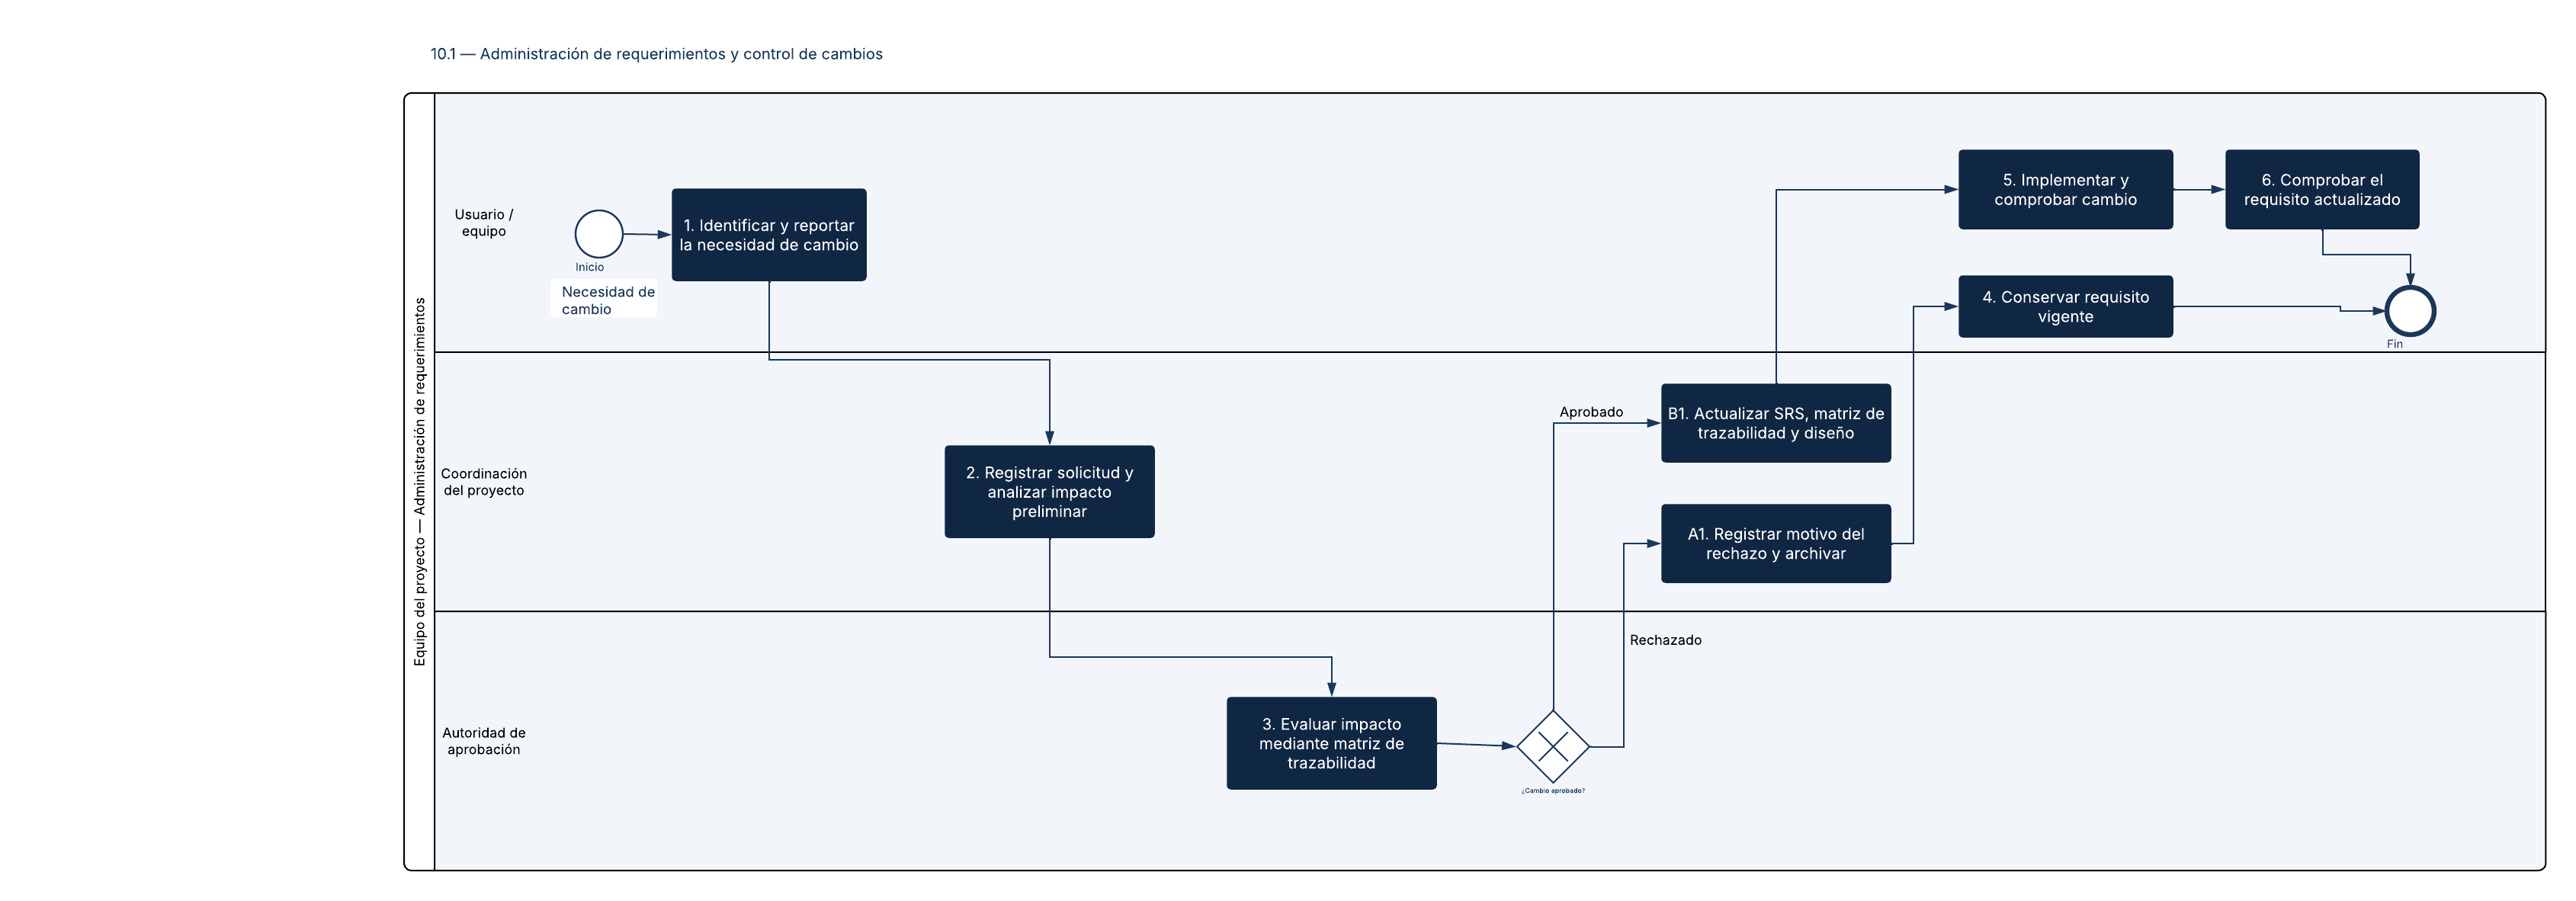 10.1 — Administración de requerimientos y control de cambios
Equipo del proyecto — Administración de requerimientos
Usuario /
equipo
Inicio
Necesidad de
cambio
1. Identificar y reportar
la necesidad de cambio
5. Implementar y
comprobar cambio
6. Comprobar el
requisito actualizado
4. Conservar requisito
vigente
Fin
Coordinación
del proyecto
2. Registrar solicitud y
analizar impacto
preliminar
Aprobado
B1. Actualizar SRS, matriz de
trazabilidad y diseño
A1. Registrar motivo del
rechazo y archivar
Rechazado
Autoridad de
aprobación
3. Evaluar impacto
mediante matriz de
trazabilidad
¿Cambio aprobado?